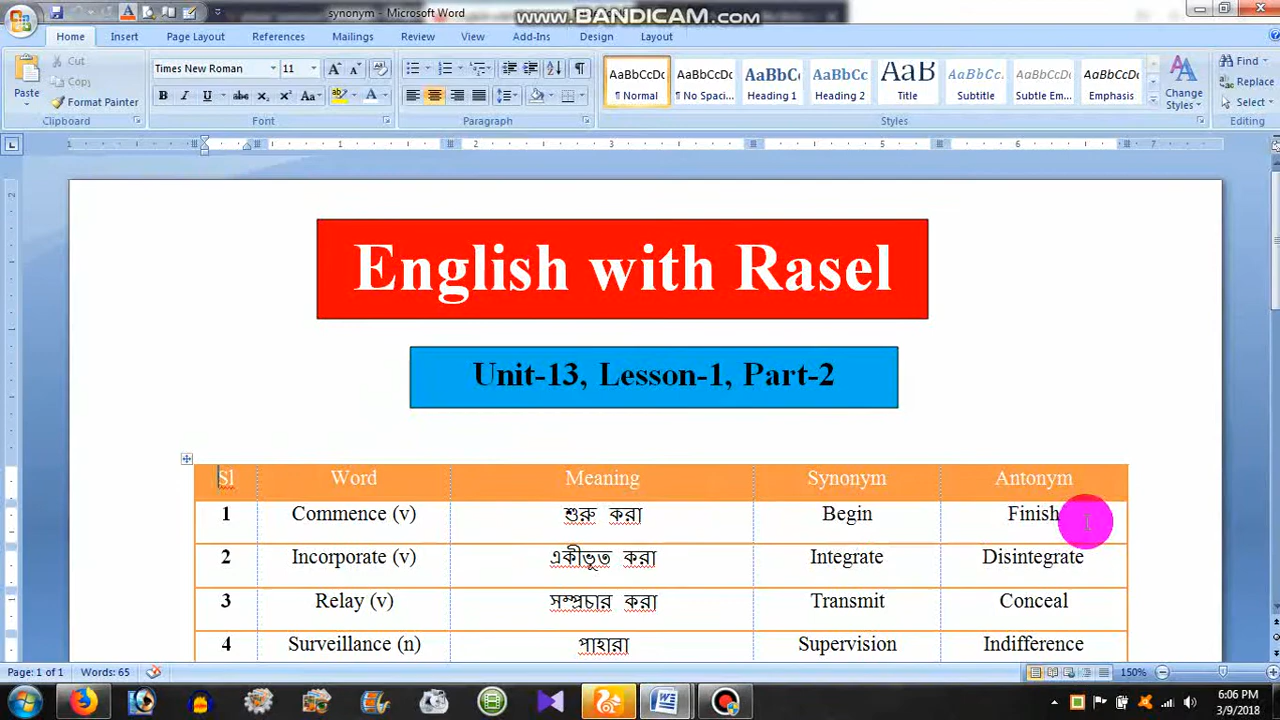 synonym - Microsoft Word
www.BANDICAM.com
Home Insert Page Layout References Mailings Review View Add-Ins Design Layout
Cut
Copy
Format Painter
Paste
Clipboard
Times New Roman 11
Font
Paragraph
AaBbCcDc AaBbCcDc AaBbCc AaBbCc AaB AaBbCc. AaBbCcDc AaBbCcDc
¶ Normal ¶ No Spaci... Heading 1 Heading 2 Title Subtitle Subtle Em... Emphasis
Change Styles
Styles
Find
Replace
Select
Editing
English with Rasel
Unit-13, Lesson-1, Part-2
Sl Word Meaning Synonym Antonym
1 Commence (v) শুরু করা Begin Finish
2 Incorporate (v) একীভূত করা Integrate Disintegrate
3 Relay (v) সম্প্রচার করা Transmit Conceal
4 Surveillance (n) পাহারা Supervision Indifference
Page: 1 of 1 Words: 65 150%
6:06 PM
3/9/2018